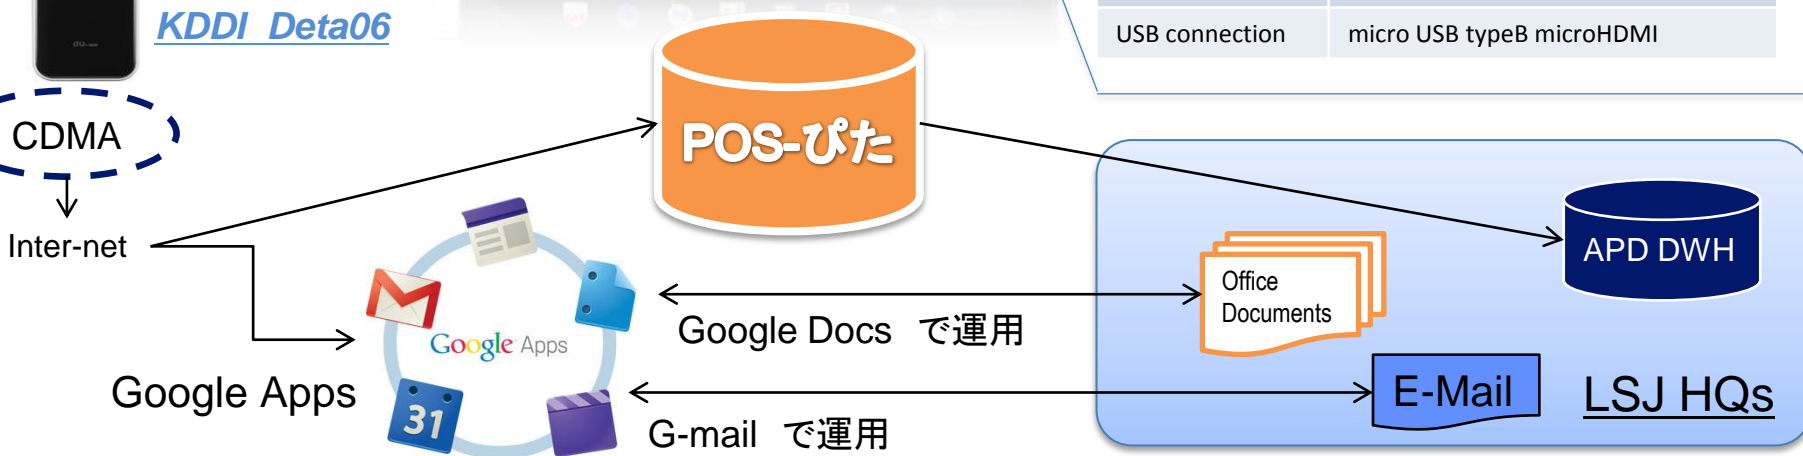 KDDI Deta06
USB connection micro USB typeB microHDMI
CDMA
POS-ぴた
Inter-net
APD DWH
Office
Documents
Google Apps
Google Docs で運用
Google Apps
31
E-Mail
LSJ HQs
G-mail で運用